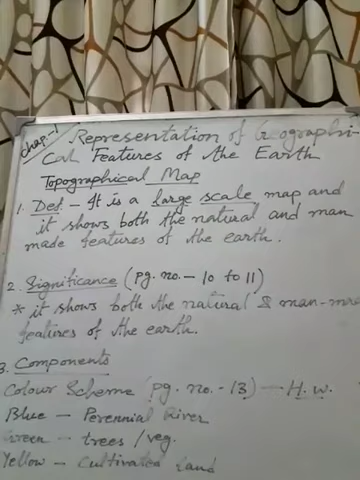 Chap-1
Representation of Geographi-
cal Features of the Earth
Topographical Map
1. Def - It is a large scale map and
it shows both the natural and man
made features of the earth.
2. Significance (pg. no. - 10 to 11)
* it shows both the natural & man-made
features of the earth.
3. Components
Colour Scheme (pg. no. - 13) - H.w.
Blue - Perennial River
Green - trees / veg.
Yellow - Cultivated Land